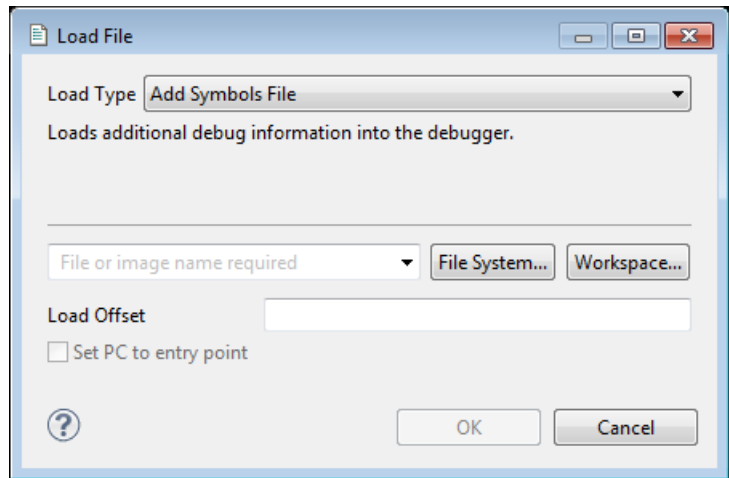 Load File
Load Type Add Symbols File
Loads additional debug information into the debugger.
File or image name required File System... Workspace...
Load Offset
Set PC to entry point
? OK Cancel